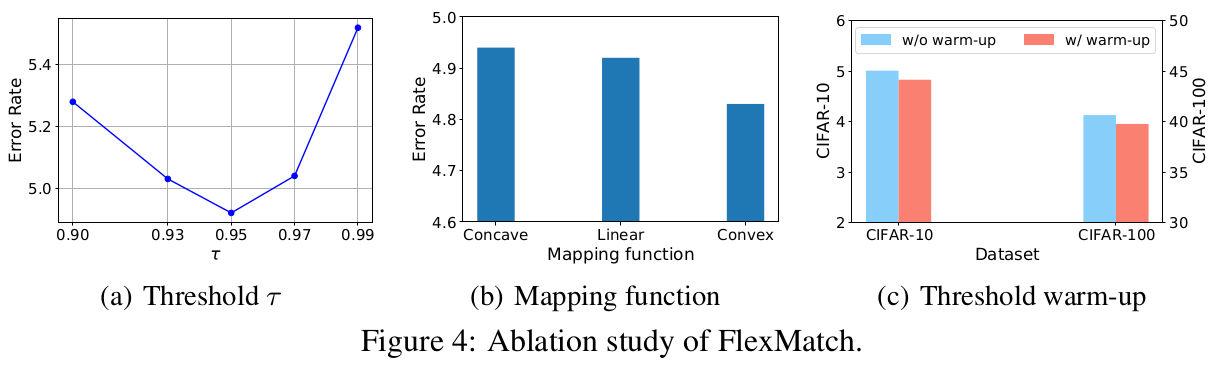 5.4
5.2
5.0
Error Rate
0.90 0.93 0.95 0.97 0.99
τ
(a) Threshold τ
5.0
4.9
4.8
4.7
4.6
Error Rate
Concave Linear Convex
Mapping function
(b) Mapping function
6
5
4
3
2
CIFAR-10
w/o warm-up w/ warm-up
50
45
40
35
30
CIFAR-100
CIFAR-10 CIFAR-100
Dataset
(c) Threshold warm-up
Figure 4: Ablation study of FlexMatch.